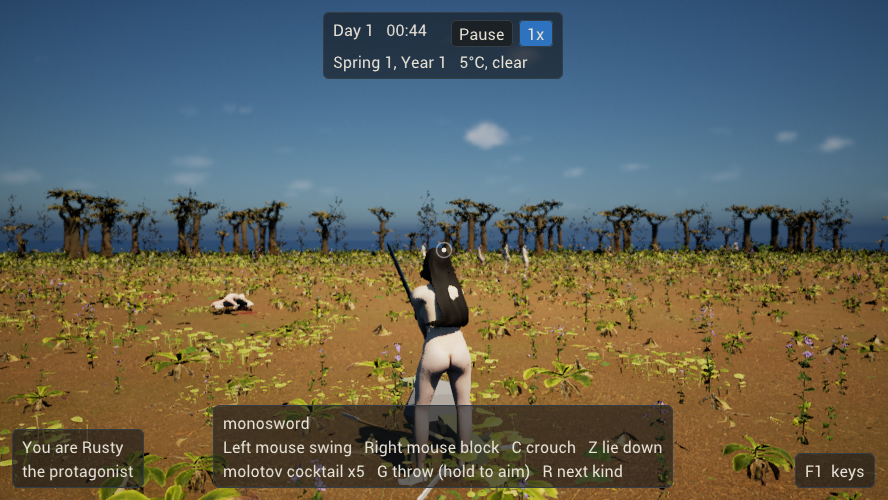 Day 1 00:44 Pause 1x
Spring 1, Year 1 5°C, clear
monosword
Left mouse swing Right mouse block C crouch Z lie down
molotov cocktail x5 G throw (hold to aim) R next kind
You are Rusty
the protagonist
F1 keys